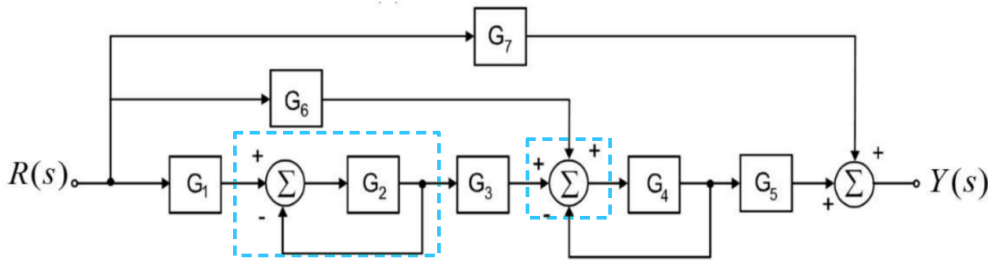 G7
G6
R(s) G1 + - Σ G2 G3 + + - Σ G4 G5 + + Σ Y(s)